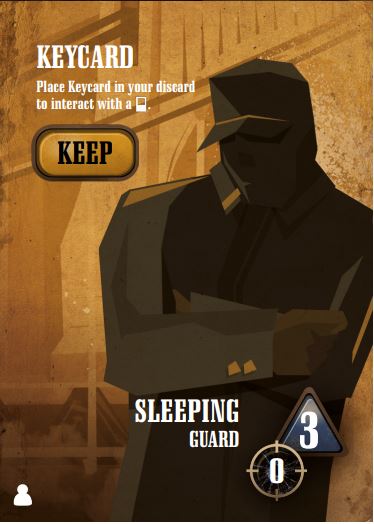 KEYCARD
Place Keycard in your discard
to interact with a .
KEEP
SLEEPING
GUARD
3
0